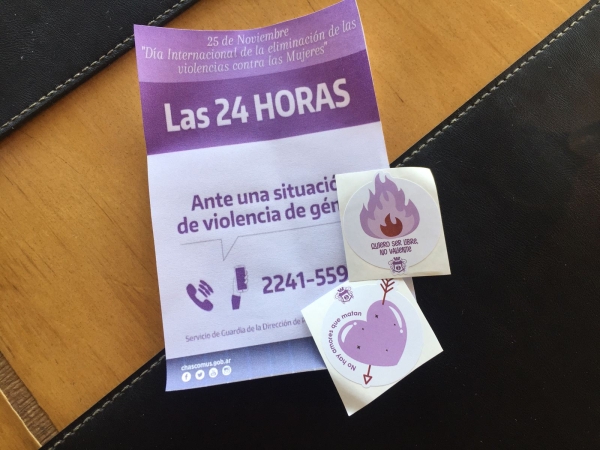 25 de Noviembre
"Día Internacional de la eliminación de las
violencias contra las Mujeres"
Las 24 HORAS
Ante una situació
de violencia de gén
2241-559
Servicio de Guardia de la Dirección de
chascomus.gob.ar
QUIERO SER LIBRE,
NO VALIENTE
No hay amores que matan